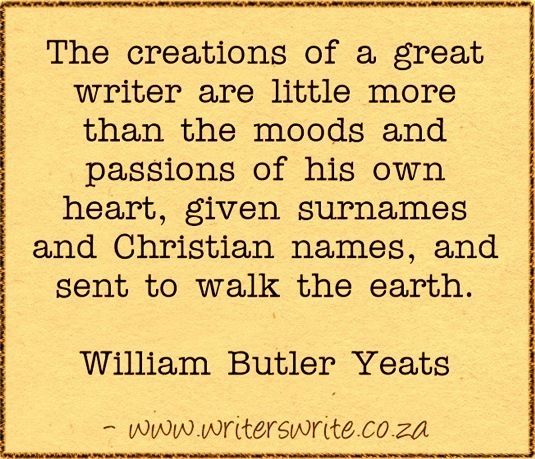 The creations of a great
writer are little more
than the moods and
passions of his own
heart, given surnames
and Christian names, and
sent to walk the earth.
William Butler Yeats
- www.writerswrite.co.za